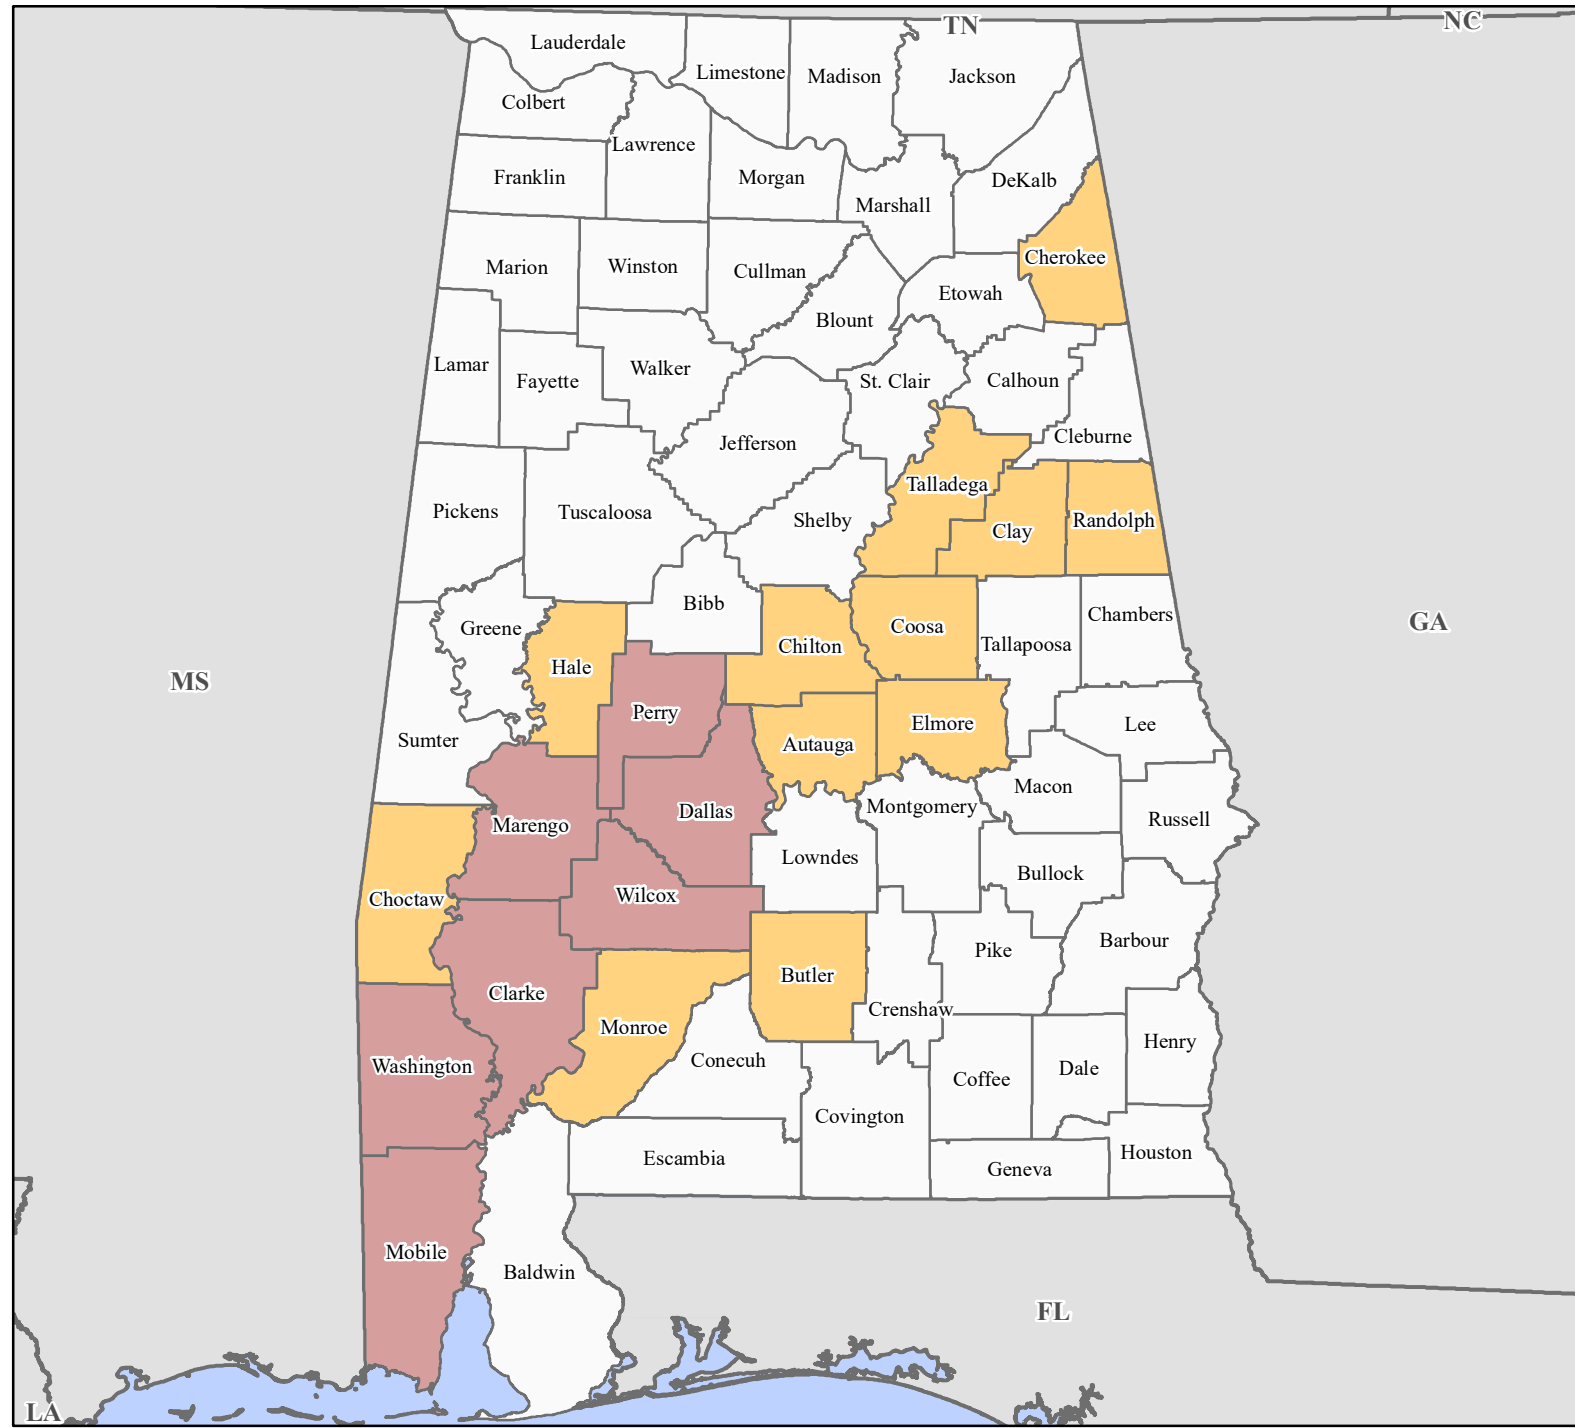 TN
NC
Lauderdale
Limestone
Madison
Jackson
Colbert
Lawrence
Franklin
Morgan
DeKalb
Marshall
Cherokee
Marion
Winston
Cullman
Etowah
Blount
Lamar
Fayette
Walker
St. Clair
Calhoun
Jefferson
Cleburne
Talladega
Pickens
Tuscaloosa
Shelby
Clay
Randolph
Bibb
Chambers
Greene
Coosa
GA
Hale
Chilton
Tallapoosa
MS
Perry
Elmore
Lee
Sumter
Autauga
Macon
Marengo
Dallas
Montgomery
Russell
Lowndes
Bullock
Choctaw
Wilcox
Barbour
Pike
Butler
Clarke
Crenshaw
Monroe
Henry
Conecuh
Washington
Coffee
Dale
Covington
Escambia
Geneva
Houston
Mobile
Baldwin
FL
LA